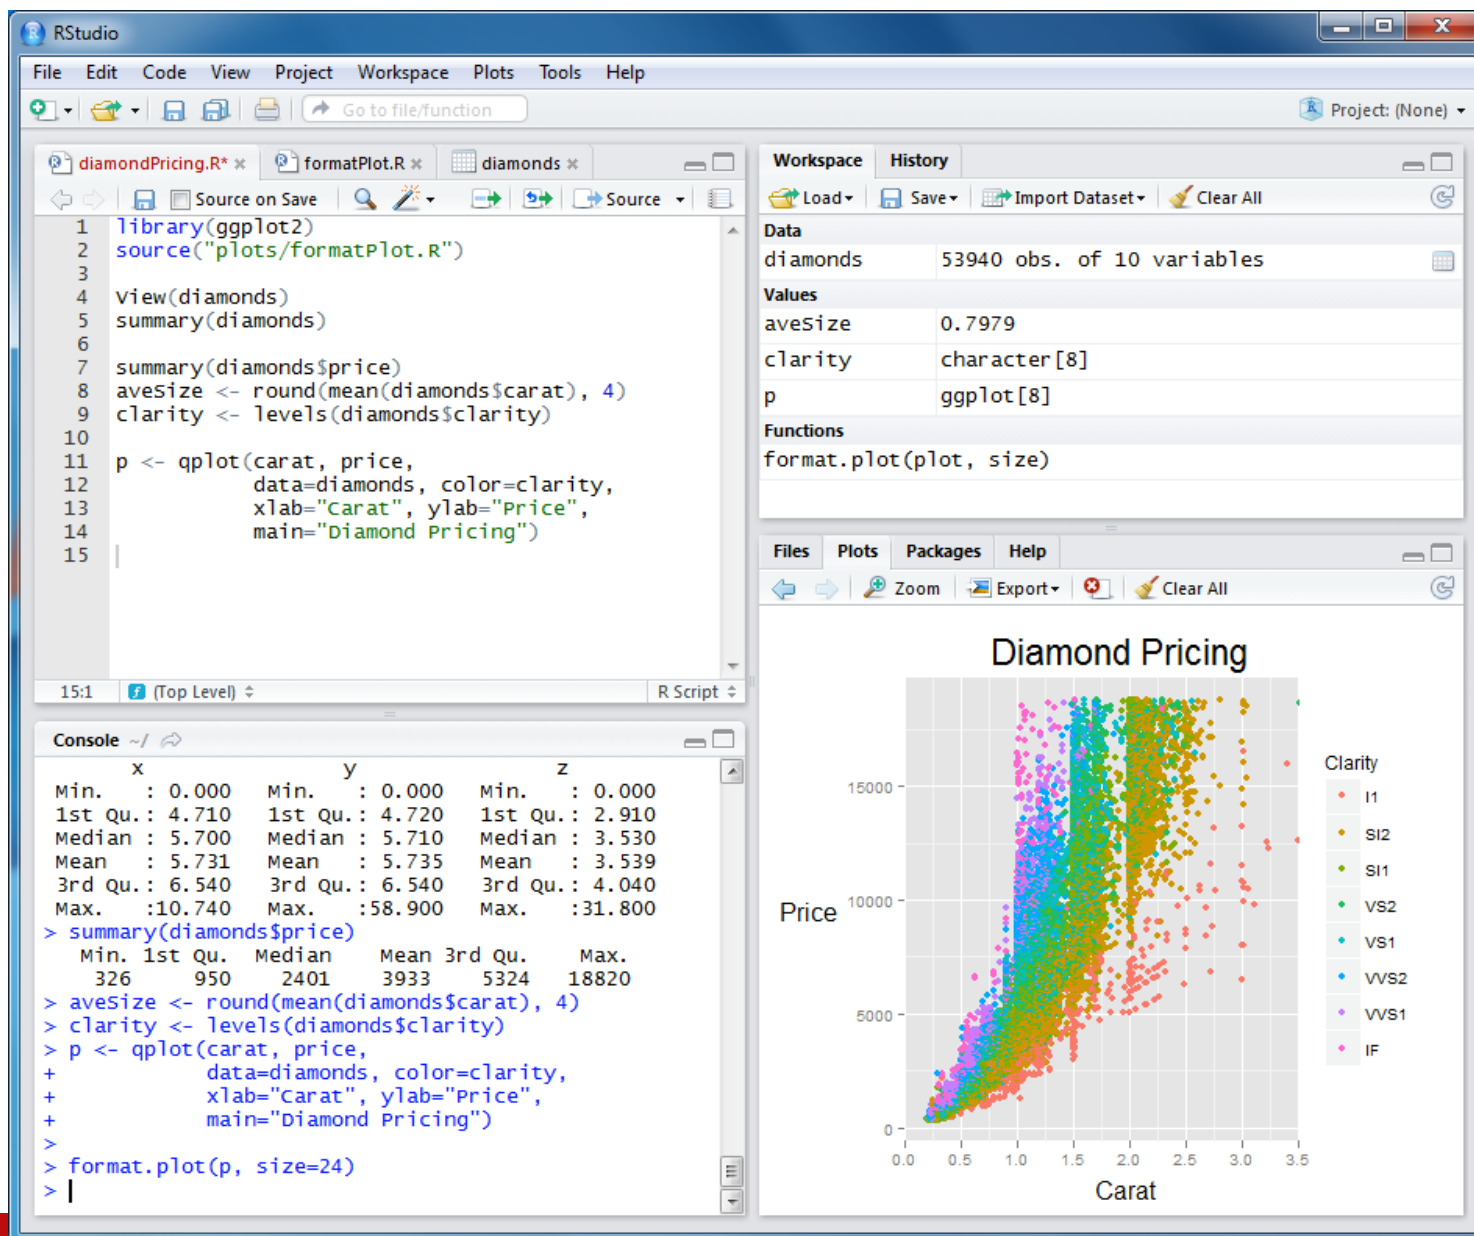 RStudio
File Edit Code View Project Workspace Plots Tools Help
Go to file/function
Project: (None)
diamondPricing.R* formatPlot.R diamonds
Source on Save Source
1 library(ggplot2)
2 source("plots/formatPlot.R")
3
4 View(diamonds)
5 summary(diamonds)
6
7 summary(diamonds$price)
8 aveSize <- round(mean(diamonds$carat), 4)
9 clarity <- levels(diamonds$clarity)
10
11 p <- qplot(carat, price,
12 data=diamonds, color=clarity,
13 xlab="Carat", ylab="Price",
14 main="Diamond Pricing")
15
15:1 (Top Level) R Script
Console ~/
x y z
Min. : 0.000 Min. : 0.000 Min. : 0.000
1st Qu.: 4.710 1st Qu.: 4.720 1st Qu.: 2.910
Median : 5.700 Median : 5.710 Median : 3.530
Mean : 5.731 Mean : 5.735 Mean : 3.539
3rd Qu.: 6.540 3rd Qu.: 6.540 3rd Qu.: 4.040
Max. :10.740 Max. :58.900 Max. :31.800
> summary(diamonds$price)
Min. 1st Qu. Median Mean 3rd Qu. Max.
326 950 2401 3933 5324 18820
> aveSize <- round(mean(diamonds$carat), 4)
> clarity <- levels(diamonds$clarity)
> p <- qplot(carat, price,
+ data=diamonds, color=clarity,
+ xlab="Carat", ylab="Price",
+ main="Diamond Pricing")
>
> format.plot(p, size=24)
>
Workspace History
Load Save Import Dataset Clear All
Data
diamonds 53940 obs. of 10 variables
Values
aveSize 0.7979
clarity character[8]
p ggplot[8]
Functions
format.plot(plot, size)
Files Plots Packages Help
Zoom Export Clear All
Diamond Pricing
Price
15000
10000
5000
0
0.0 0.5 1.0 1.5 2.0 2.5 3.0 3.5
Carat
Clarity
I1
SI2
SI1
VS2
VS1
VVS2
VVS1
IF